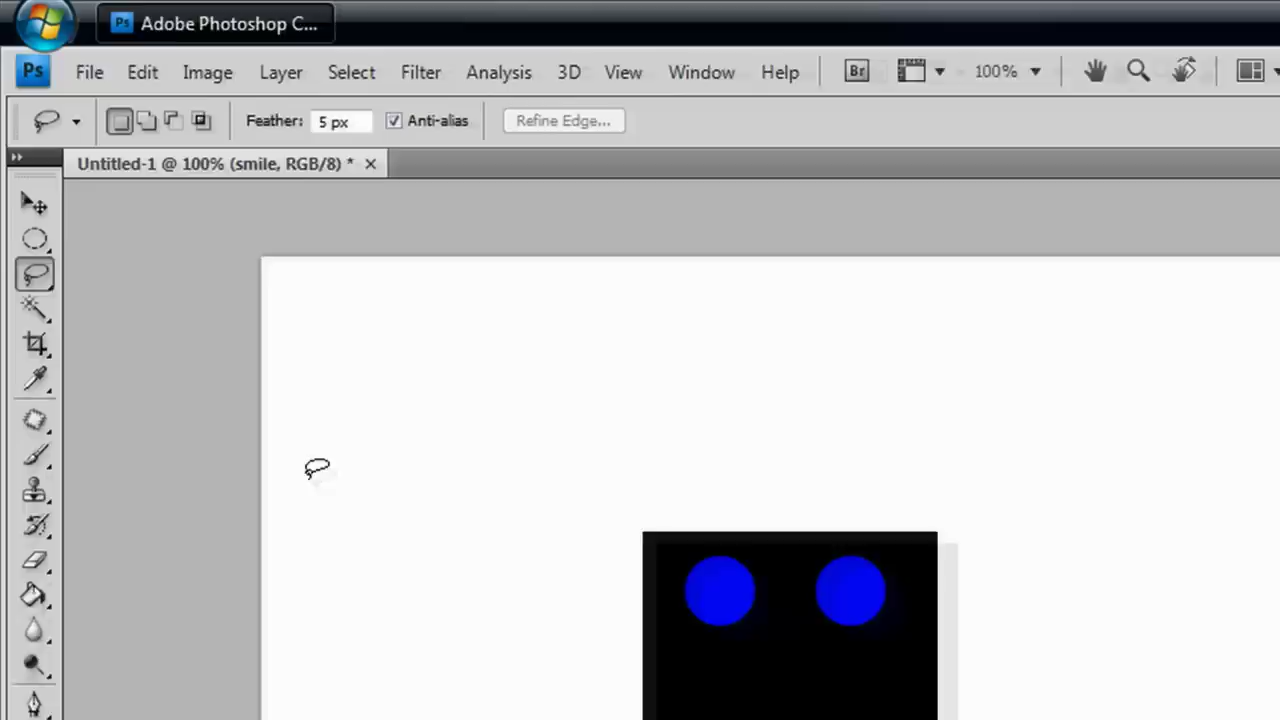 Ps Adobe Photoshop C...
Ps File Edit Image Layer Select Filter Analysis 3D View Window Help Br 100%
Feather: 5 px Anti-alias Refine Edge...
Untitled-1 @ 100% (smile, RGB/8) *